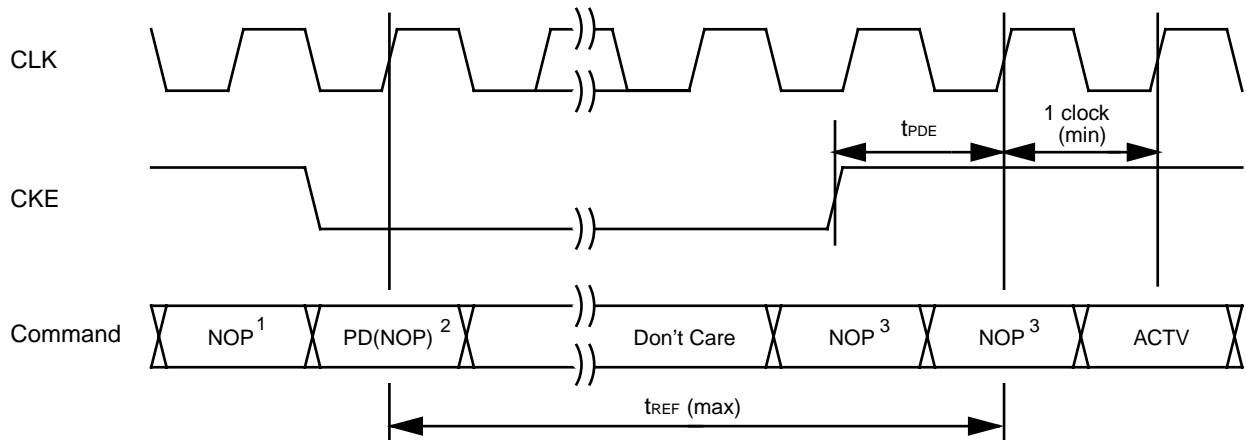 CLK
1 clock
(min)
tPDE
CKE
Command
NOP 1
PD(NOP) 2
Don't Care
NOP 3
NOP 3
ACTV
tREF (max)